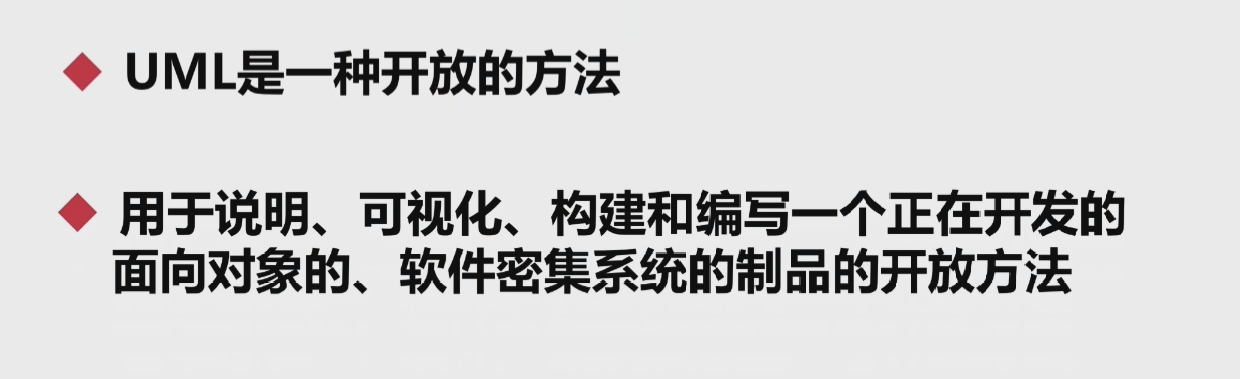 UML是一种开放的方法
用于说明、可视化、构建和编写一个正在开发的
面向对象的、软件密集系统的制品的开放方法